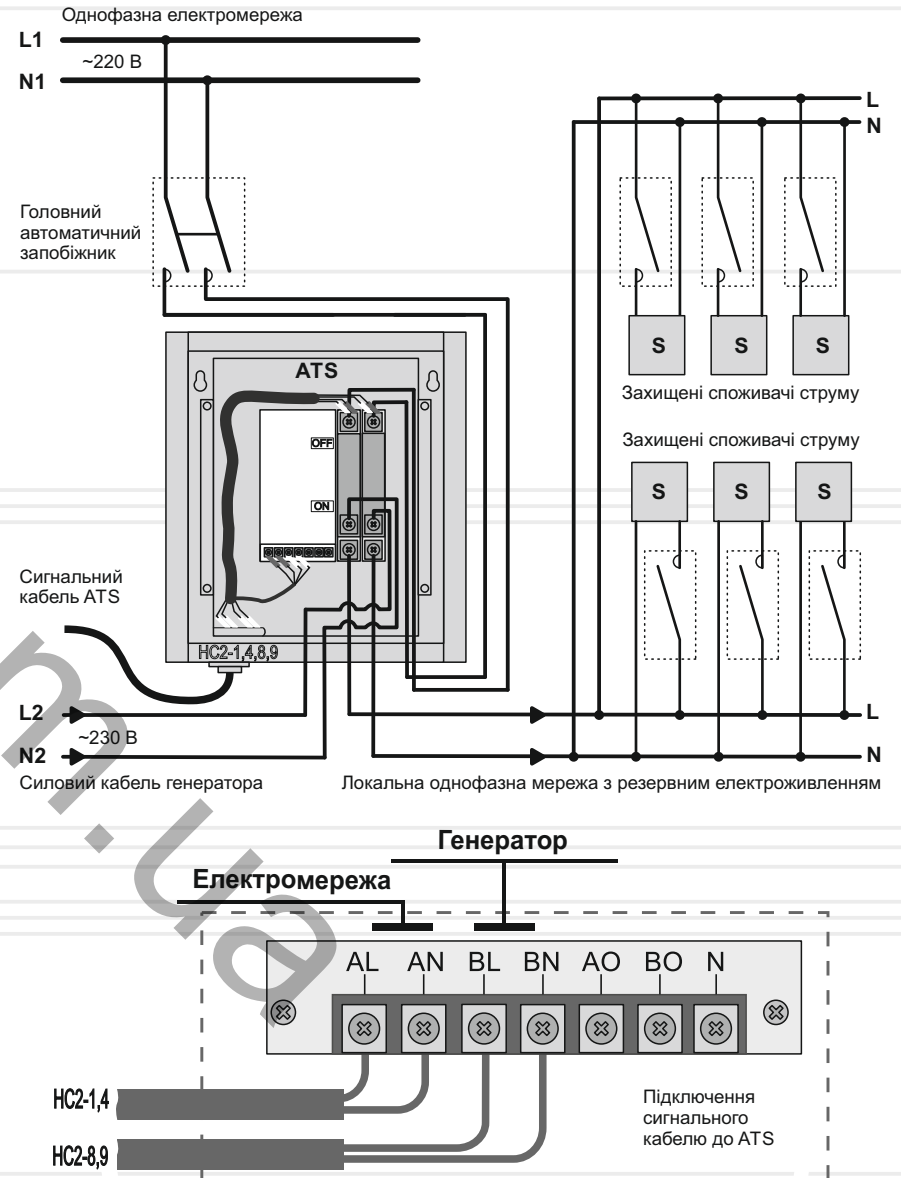 Однофазна електромережа
L1
~220 В
N1
L
N
Головний
автоматичний
запобіжник
ATS
OFF
ON
S S S
Захищені споживачі струму
Захищені споживачі струму
S S S
Сигнальний
кабель ATS
HC2-1,4,8,9
L2
~230 В
N2
L
N
Силовий кабель генератора
Локальна однофазна мережа з резервним електроживленням
m.ua
Генератор
Електромережа
AL AN BL BN AO BO N
HC2-1,4
HC2-8,9
Підключення
сигнального
кабелю до ATS